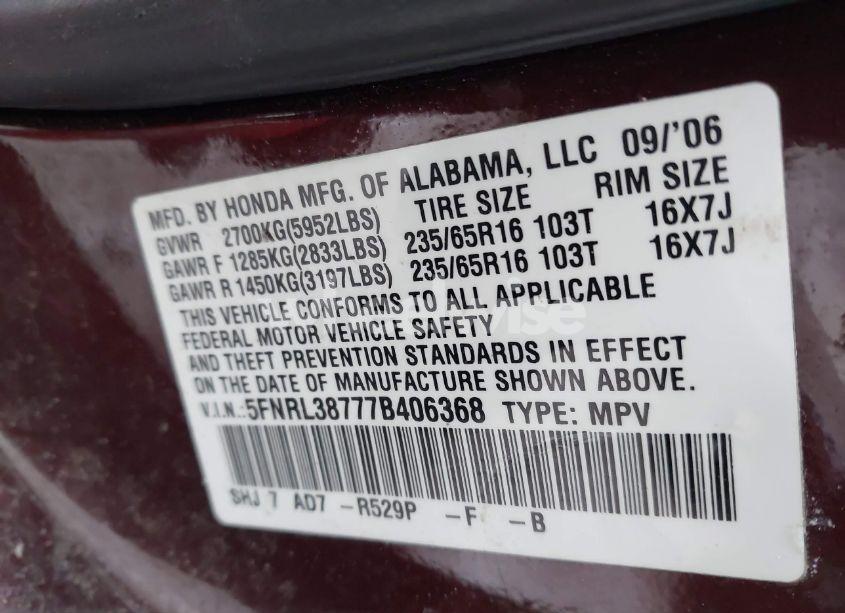 MFD. BY HONDA MFG. OF ALABAMA, LLC 09/'06
GVWR 2700KG(5952LBS) TIRE SIZE RIM SIZE
GAWR F 1285KG(2833LBS) 235/65R16 103T 16X7J
GAWR R 1450KG(3197LBS) 235/65R16 103T 16X7J
THIS VEHICLE CONFORMS TO ALL APPLICABLE
FEDERAL MOTOR VEHICLE SAFETY
AND THEFT PREVENTION STANDARDS IN EFFECT
ON THE DATE OF MANUFACTURE SHOWN ABOVE.
V.I.N.:5FNRL38777B406368 TYPE: MPV
SHJ 7 AD7 -R529P -F -B